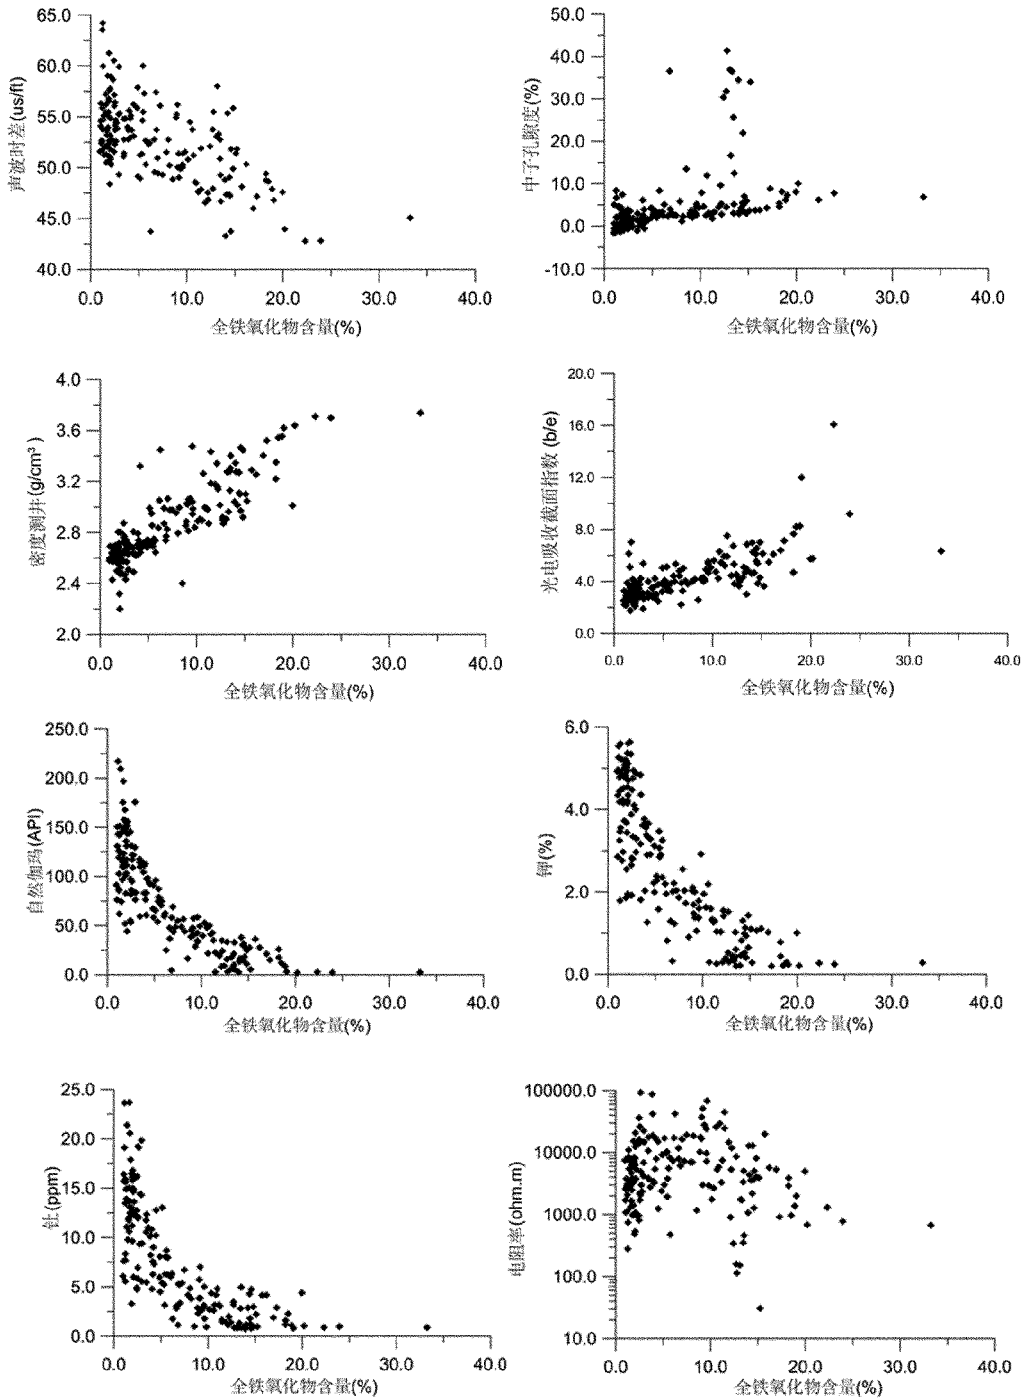 65.0
60.0
55.0
50.0
45.0
40.0
声波时差(us/ft)
0.0 10.0 20.0 30.0 40.0
全铁氧化物含量(%)
50.0
40.0
30.0
20.0
10.0
0.0
-10.0
中子孔隙度(%)
0.0 10.0 20.0 30.0 40.0
全铁氧化物含量(%)
4.0
3.6
3.2
2.8
2.4
2.0
密度测井(g/cm³)
0.0 10.0 20.0 30.0 40.0
全铁氧化物含量(%)
20.0
16.0
12.0
8.0
4.0
0.0
光电吸收截面指数 (b/e)
0.0 10.0 20.0 30.0 40.0
全铁氧化物含量(%)
250.0
200.0
150.0
100.0
50.0
0.0
自然伽玛(API)
0.0 10.0 20.0 30.0 40.0
全铁氧化物含量(%)
6.0
4.0
2.0
0.0
钾(%)
0.0 10.0 20.0 30.0 40.0
全铁氧化物含量(%)
25.0
20.0
15.0
10.0
5.0
0.0
钍(ppm)
0.0 10.0 20.0 30.0 40.0
全铁氧化物含量(%)
100000.0
10000.0
1000.0
100.0
10.0
电阻率(ohm.m)
0.0 10.0 20.0 30.0 40.0
全铁氧化物含量(%)